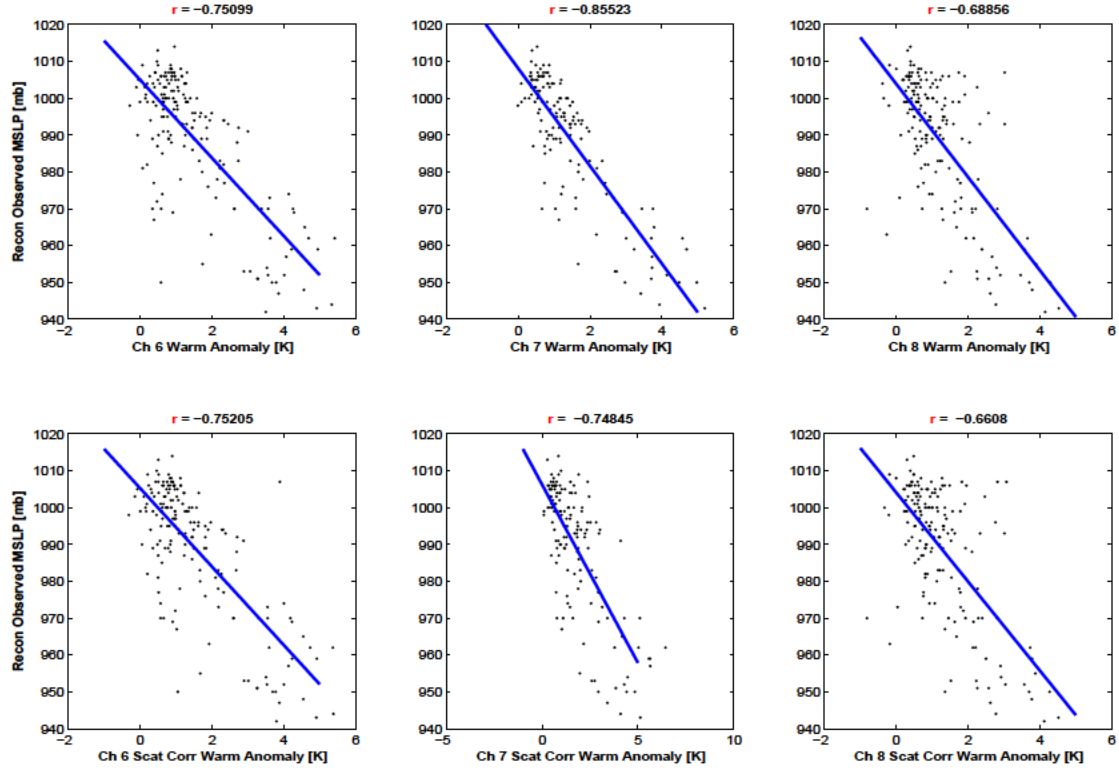 r = −0.75099
r = −0.85523
r = −0.68856
1020
1010
1000
990
980
970
960
950
940
Recon Observed MSLP [mb]
−2 0 2 4 6
Ch 6 Warm Anomaly [K]
1020
1010
1000
990
980
970
960
950
940
−2 0 2 4 6
Ch 7 Warm Anomaly [K]
1020
1010
1000
990
980
970
960
950
940
−2 0 2 4 6
Ch 8 Warm Anomaly [K]
r = −0.75205
r = −0.74845
r = −0.6608
1020
1010
1000
990
980
970
960
950
940
Recon Observed MSLP [mb]
−2 0 2 4 6
Ch 6 Scat Corr Warm Anomaly [K]
1020
1010
1000
990
980
970
960
950
940
−5 0 5 10
Ch 7 Scat Corr Warm Anomaly [K]
1020
1010
1000
990
980
970
960
950
940
−2 0 2 4 6
Ch 8 Scat Corr Warm Anomaly [K]